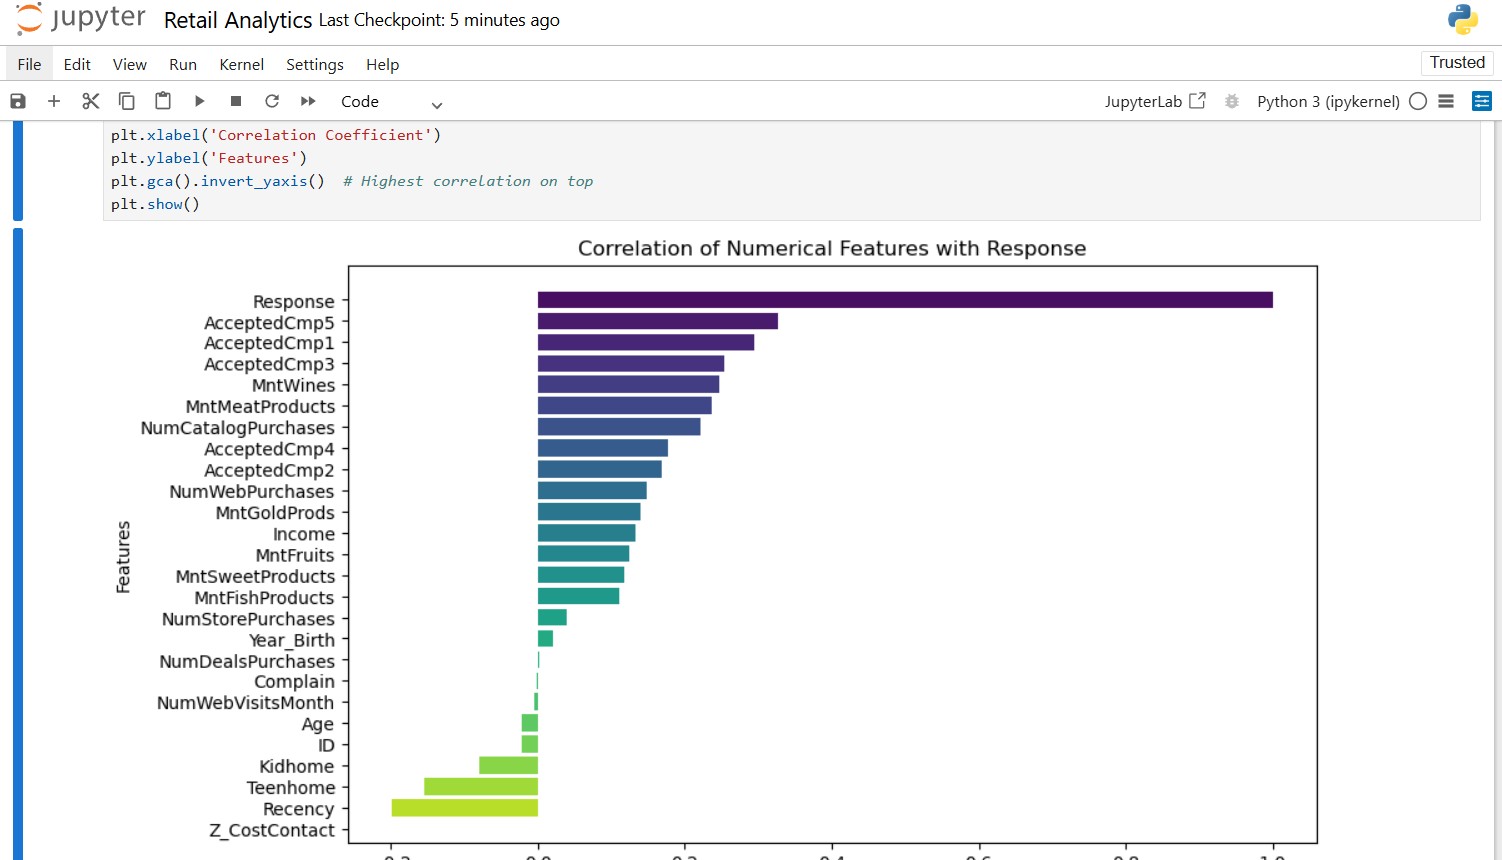 jupyter Retail Analytics Last Checkpoint: 5 minutes ago
File Edit View Run Kernel Settings Help Trusted
Code JupyterLab Python 3 (ipykernel)
plt.xlabel('Correlation Coefficient')
plt.ylabel('Features')
plt.gca().invert_yaxis()  # Highest correlation on top
plt.show()
Correlation of Numerical Features with Response
Features
Response
AcceptedCmp5
AcceptedCmp1
AcceptedCmp3
MntWines
MntMeatProducts
NumCatalogPurchases
AcceptedCmp4
AcceptedCmp2
NumWebPurchases
MntGoldProds
Income
MntFruits
MntSweetProducts
MntFishProducts
NumStorePurchases
Year_Birth
NumDealsPurchases
Complain
NumWebVisitsMonth
Age
ID
Kidhome
Teenhome
Recency
Z_CostContact